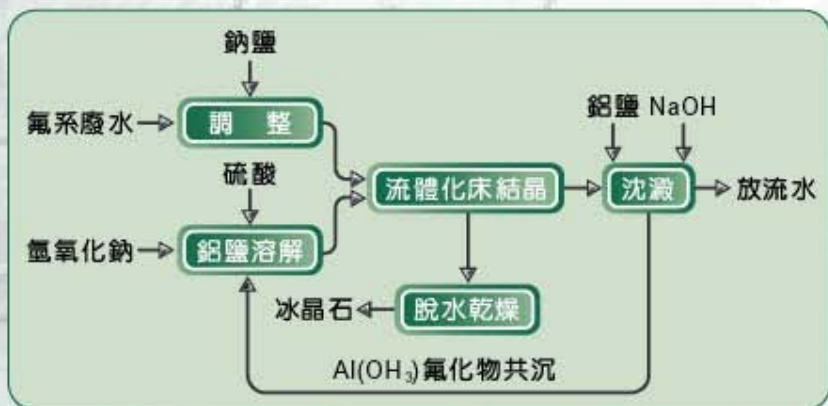 鈉鹽
氟系廢水
調 整
硫酸
氫氧化鈉
鋁鹽溶解
流體化床結晶
鋁鹽 NaOH
沈澱
放流水
冰晶石
脫水乾燥
Al(OH₃)氟化物共沉